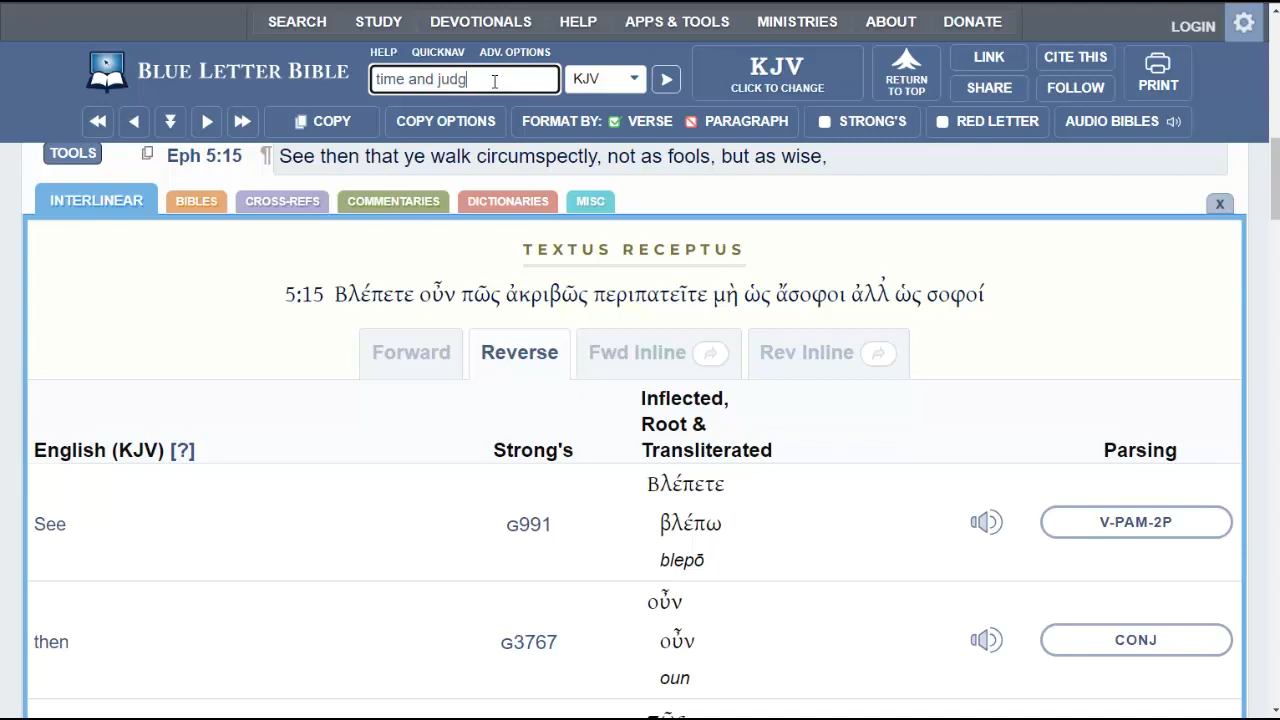 SEARCH STUDY DEVOTIONALS HELP APPS & TOOLS MINISTRIES ABOUT DONATE LOGIN
HELP QUICKNAV ADV. OPTIONS
BLUE LETTER BIBLE
time and judg KJV
KJV
CLICK TO CHANGE
RETURN
TO TOP
LINK CITE THIS
SHARE FOLLOW
PRINT
COPY COPY OPTIONS FORMAT BY: VERSE PARAGRAPH STRONG'S RED LETTER AUDIO BIBLES
TOOLS Eph 5:15 ¶ See then that ye walk circumspectly, not as fools, but as wise,
INTERLINEAR BIBLES CROSS-REFS COMMENTARIES DICTIONARIES MISC X
TEXTUS RECEPTUS
5:15 Βλέπετε οὖν πῶς ἀκριβῶς περιπατεῖτε μὴ ὡς ἄσοφοι ἀλλ̓ ὡς σοφοί
Forward Reverse Fwd Inline Rev Inline
English (KJV) [?] Strong's Inflected,
Root &
Transliterated Parsing
See G991 Βλέπετε
βλέπω
blepō V-PAM-2P
then G3767 οὖν
οὖν
oun CONJ